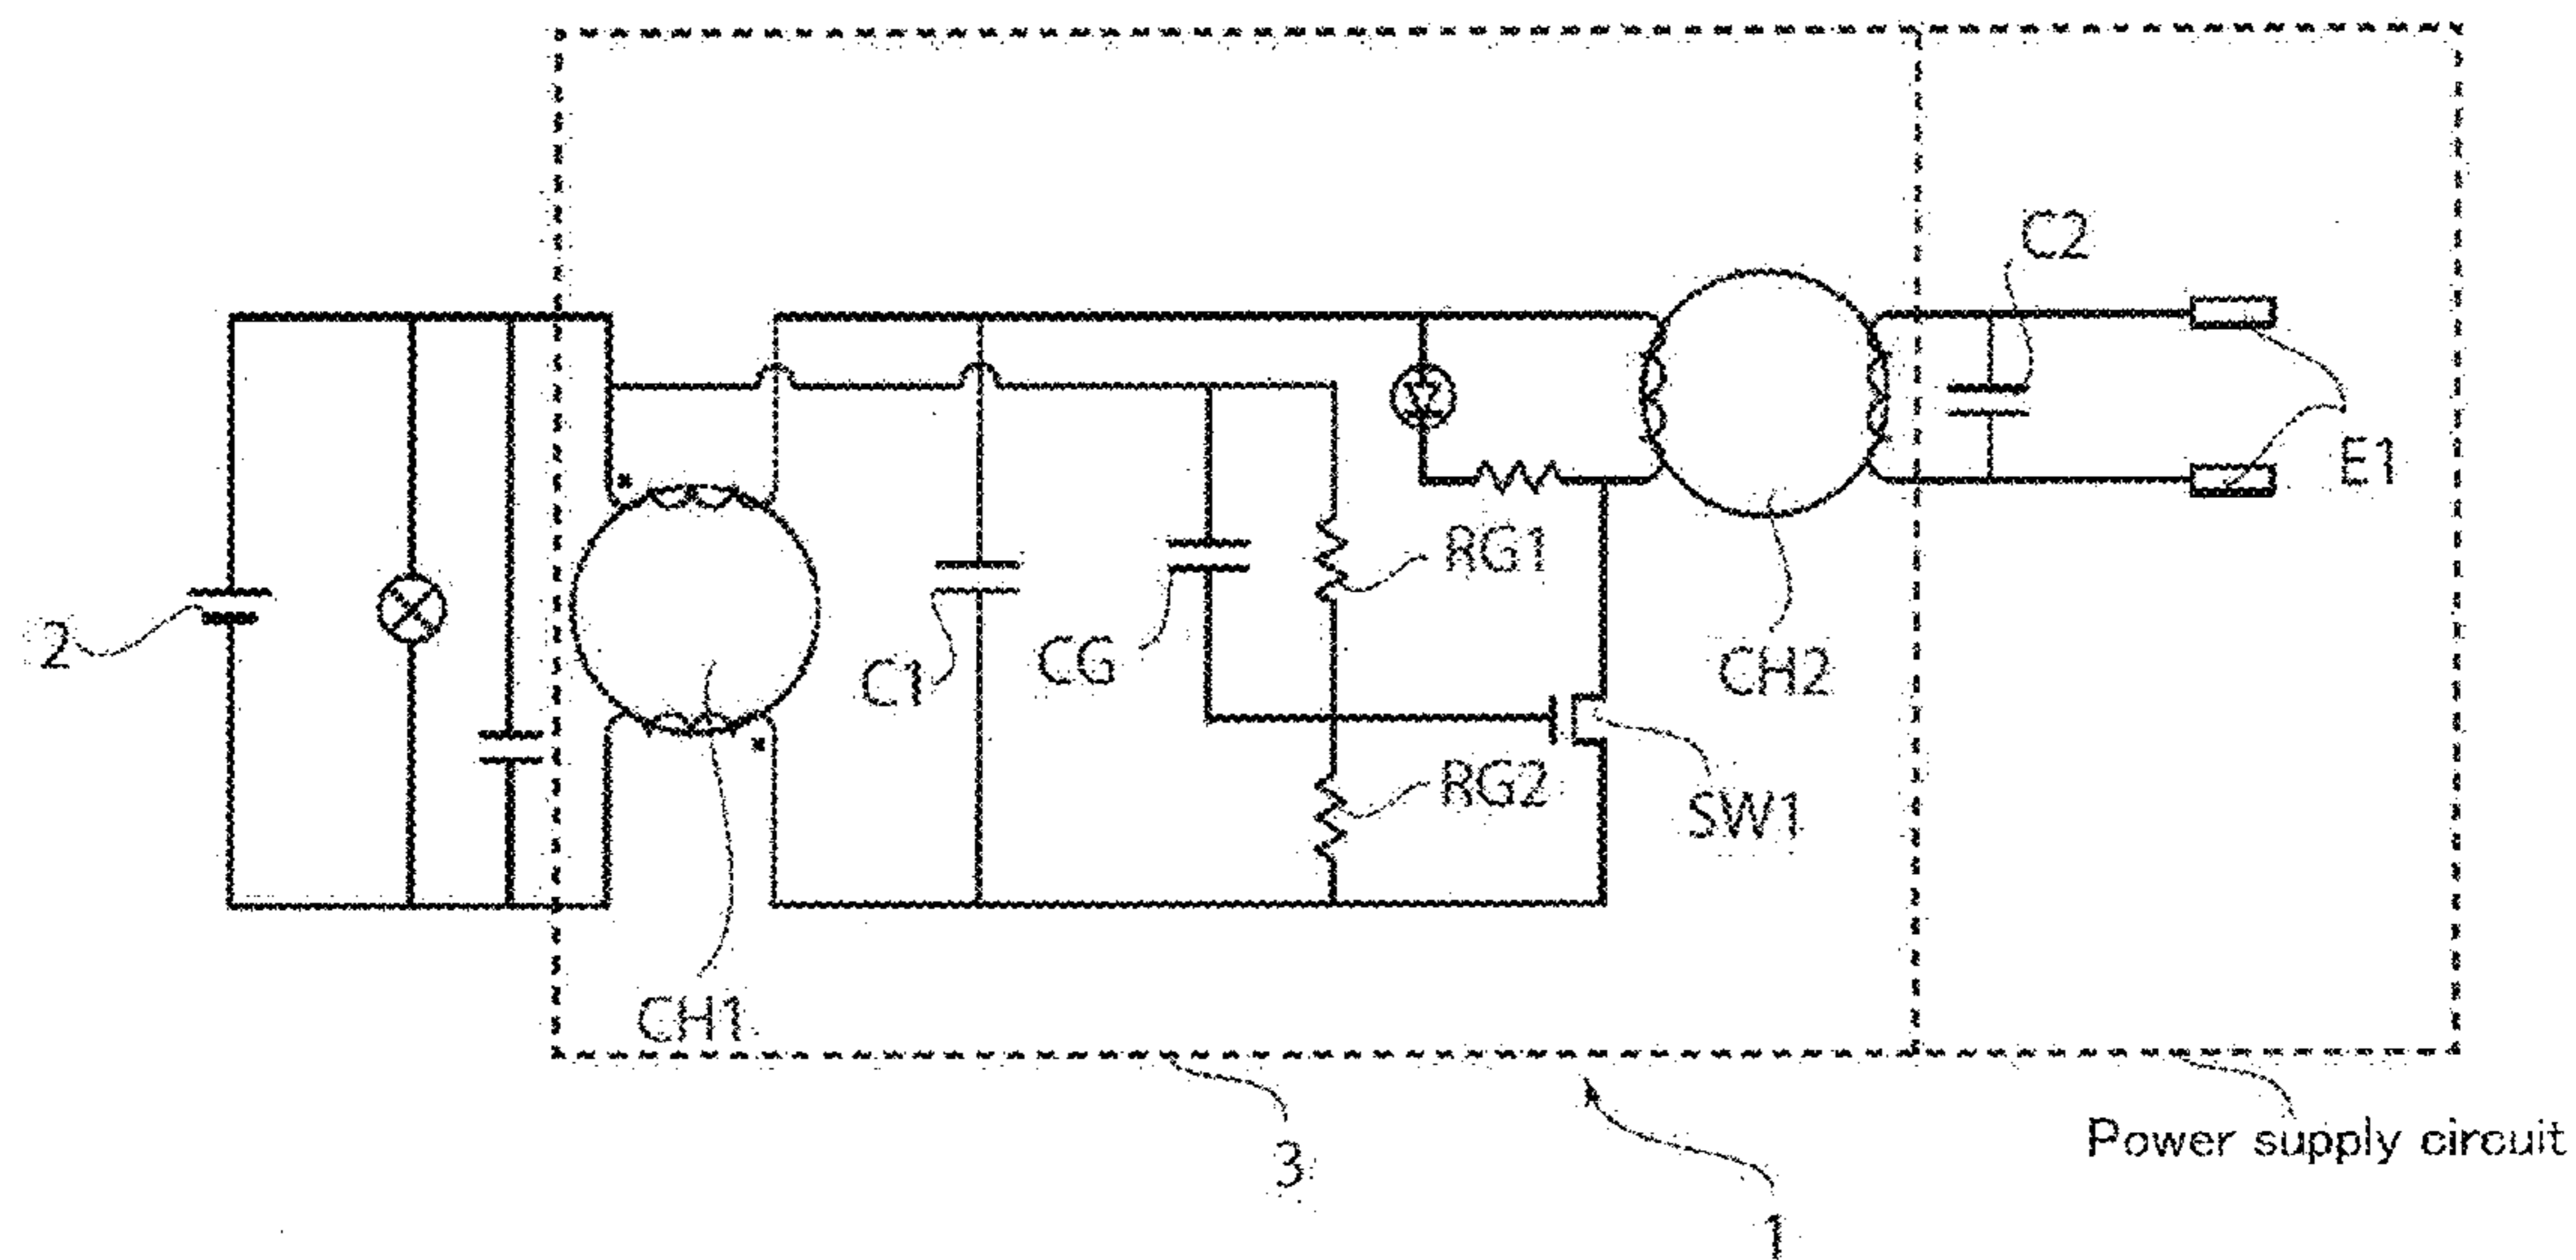 C2
E1
RG1
2
CG
C1
CH2
RG2
SW1
CH1
Power supply circuit
3
1